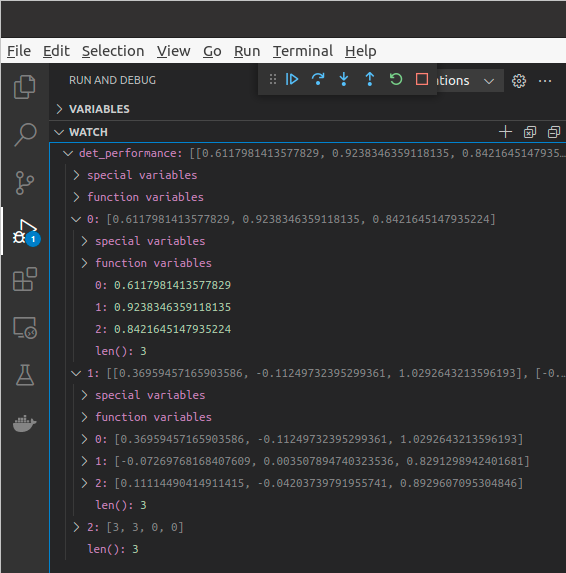 File Edit Selection View Go Run Terminal Help
RUN AND DEBUG
ations
VARIABLES
WATCH
det_performance: [[0.6117981413577829, 0.9238346359118135, 0.8421645147935…
special variables
function variables
0: [0.6117981413577829, 0.9238346359118135, 0.8421645147935224]
special variables
function variables
0: 0.6117981413577829
1: 0.9238346359118135
2: 0.8421645147935224
len(): 3
1: [[0.36959457165903586, -0.11249732395299361, 1.0292643213596193], [-0…
special variables
function variables
0: [0.36959457165903586, -0.11249732395299361, 1.0292643213596193]
1: [-0.07269768168407609, 0.003507894740323536, 0.8291298942401681]
2: [0.1114490414911415, -0.04203739791955741, 0.8929607095304846]
len(): 3
2: [3, 3, 0, 0]
len(): 3
1